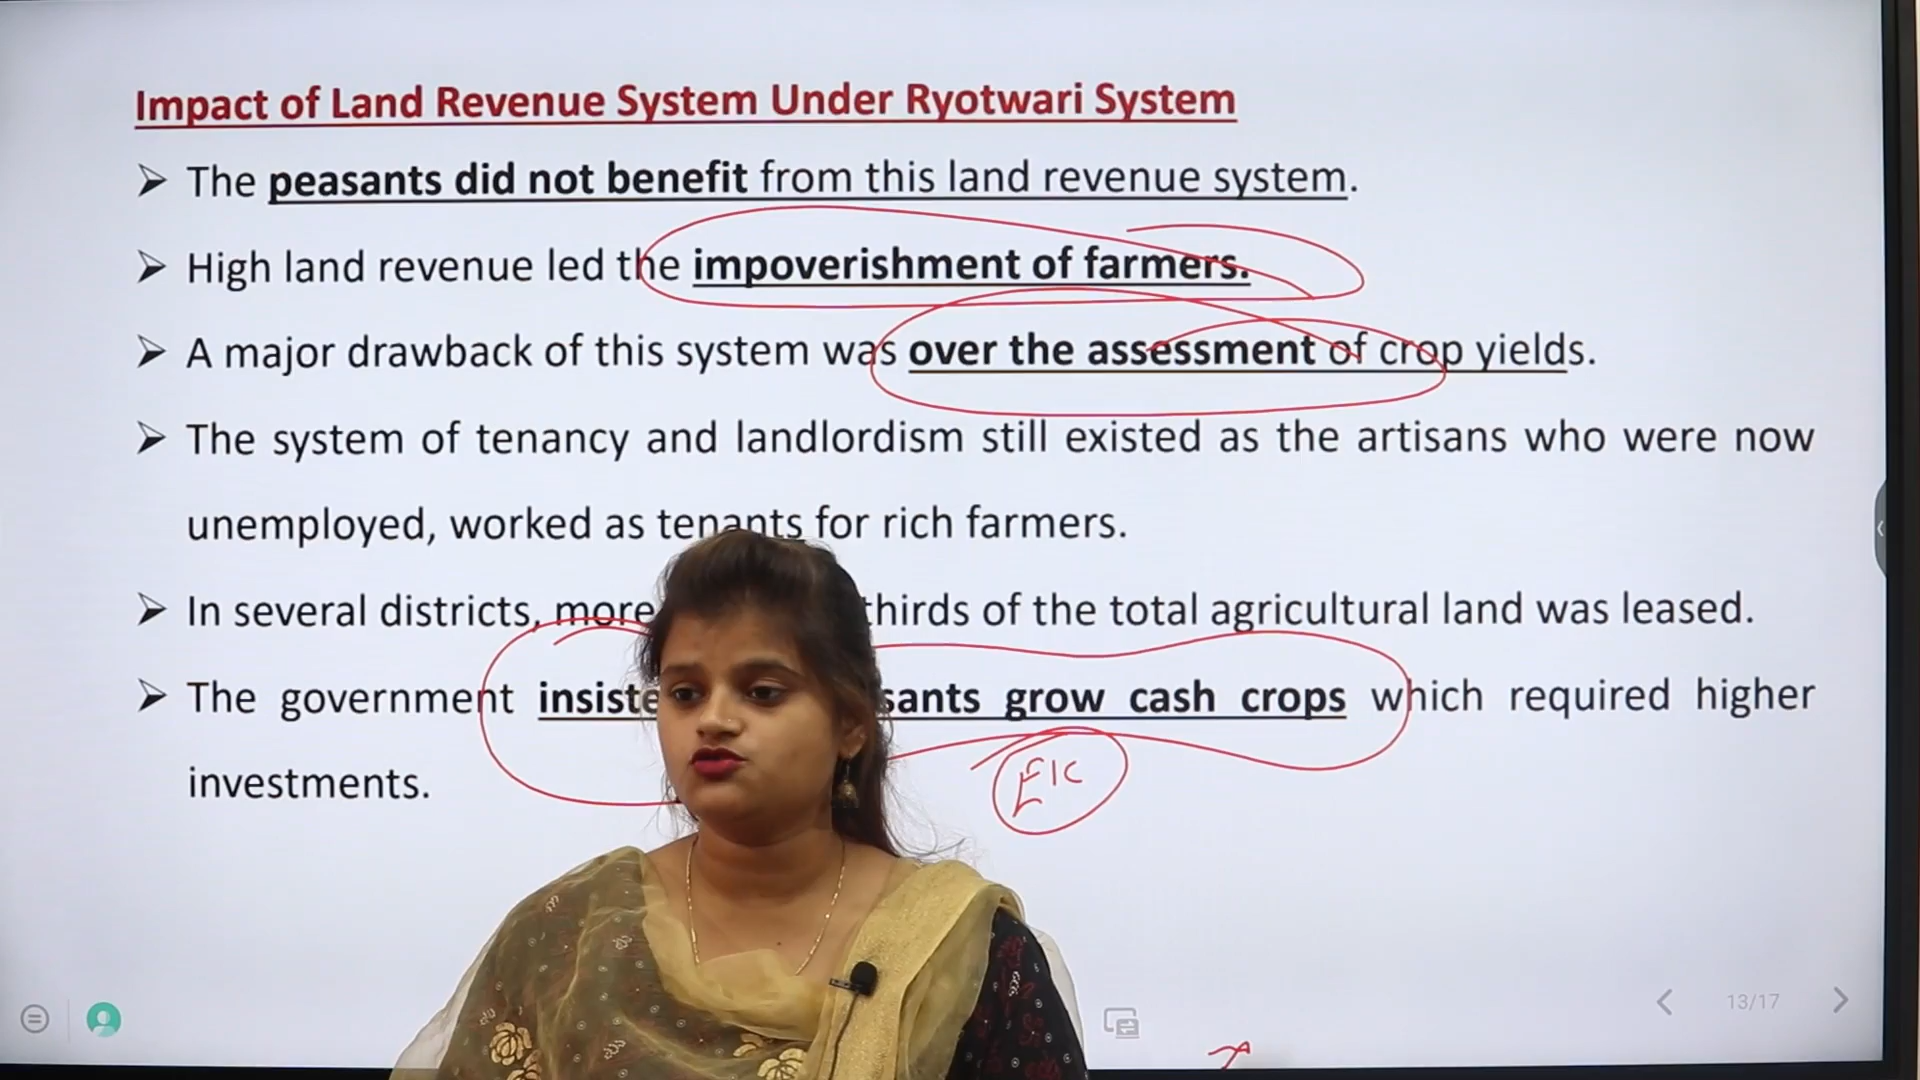 Impact of Land Revenue System Under Ryotwari System
➢ The peasants did not benefit from this land revenue system.
➢ High land revenue led the impoverishment of farmers.
➢ A major drawback of this system was over the assessment of crop yields.
➢ The system of tenancy and landlordism still existed as the artisans who were now
unemployed, worked as tenants for rich farmers.
➢ In several districts, more thirds of the total agricultural land was leased.
➢ The government grow cash crops which required higher
investments.
EIC
13/17